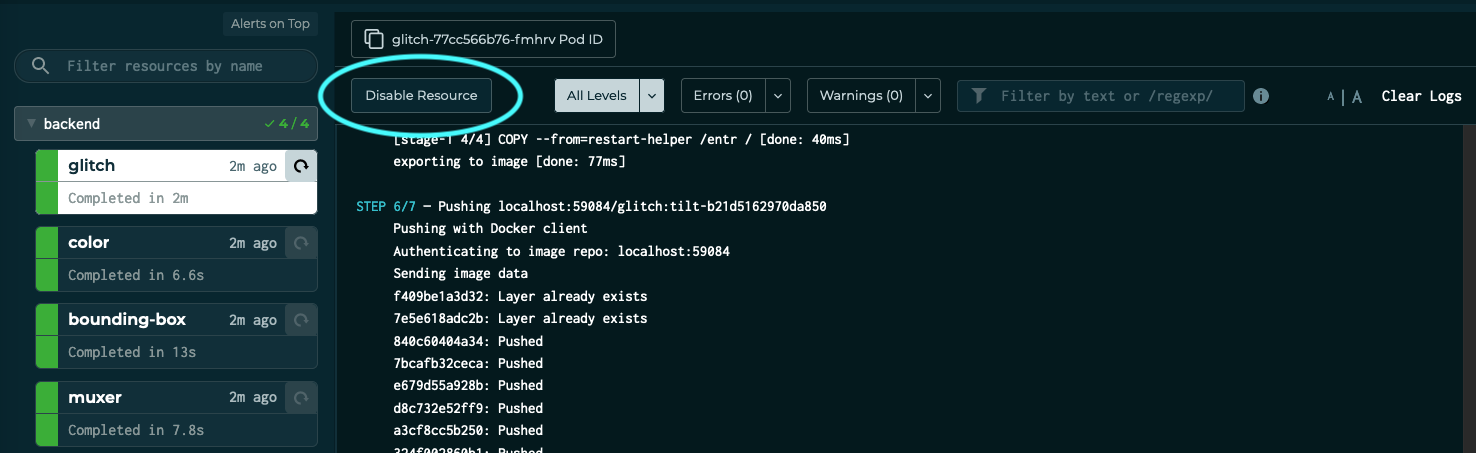 Alerts on Top
Filter resources by name
backend
4/4
glitch 2m ago
Completed in 2m
color 2m ago
Completed in 6.6s
bounding-box 2m ago
Completed in 13s
muxer 2m ago
Completed in 7.8s
glitch-77cc566b76-fmhrv Pod ID
Disable Resource All Levels Errors (0) Warnings (0) Filter by text or /regexp/ A | A Clear Logs
[stage-1 4/4] COPY --from=restart-helper /entr / [done: 40ms]
exporting to image [done: 77ms]
STEP 6/7 — Pushing localhost:59084/glitch:tilt-b21d5162970da850
Pushing with Docker client
Authenticating to image repo: localhost:59084
Sending image data
f409be1a3d32: Layer already exists
7e5e618adc2b: Layer already exists
840c60404a34: Pushed
7bcafb32ceca: Pushed
e679d55a928b: Pushed
d8c732e52ff9: Pushed
a3cf8cc5b250: Pushed
324f002860b1: Pushed